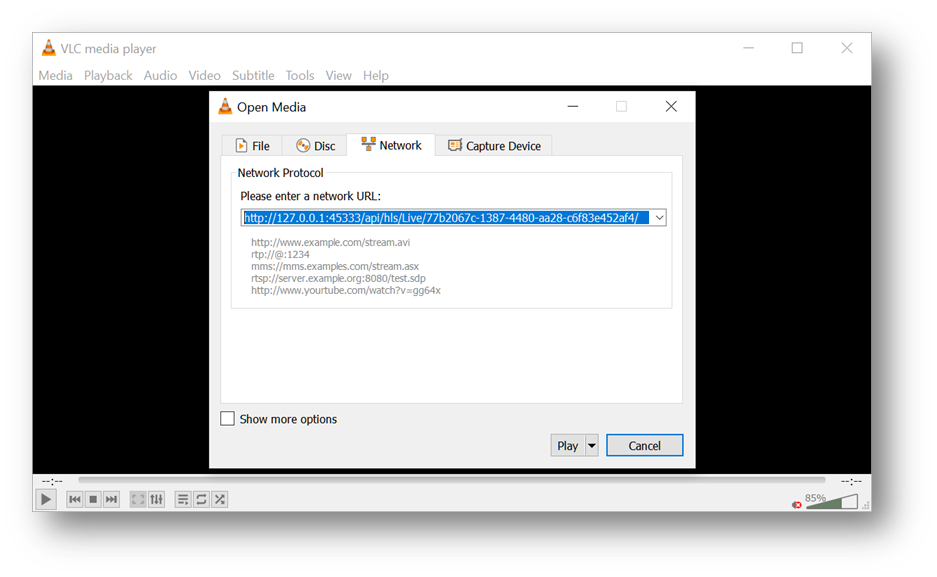 VLC media player
Media Playback Audio Video Subtitle Tools View Help
Open Media
File Disc Network Capture Device
Network Protocol
Please enter a network URL:
http://127.0.0.1:45333/api/hls/Live/77b2067c-1387-4480-aa28-c6f83e452af4/
http://www.example.com/stream.avi
rtp://@:1234
mms://mms.examples.com/stream.asx
rtsp://server.example.org:8080/test.sdp
http://www.yourtube.com/watch?v=gg64x
Show more options
Play Cancel
--:-- --:--
85%